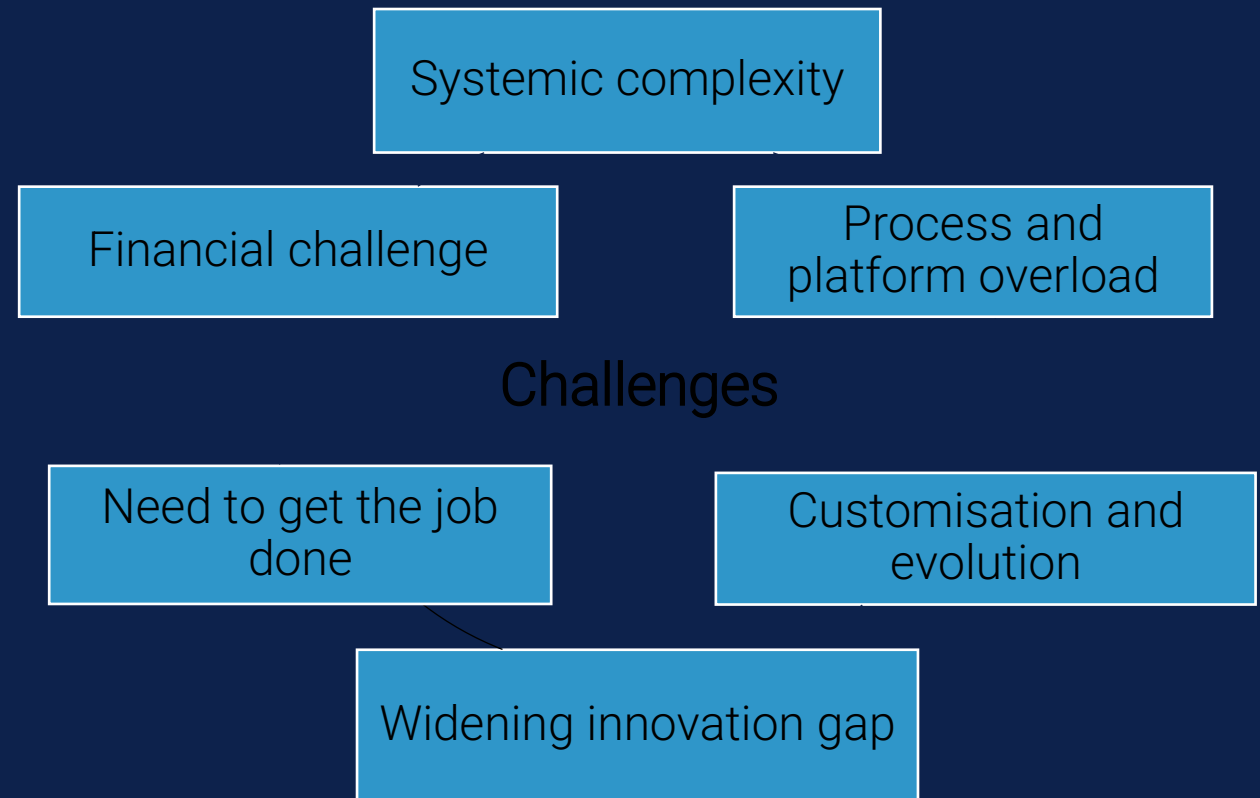 Systemic complexity
Financial challenge
Process and
platform overload
Challenges
Need to get the job
done
Customisation and
evolution
Widening innovation gap